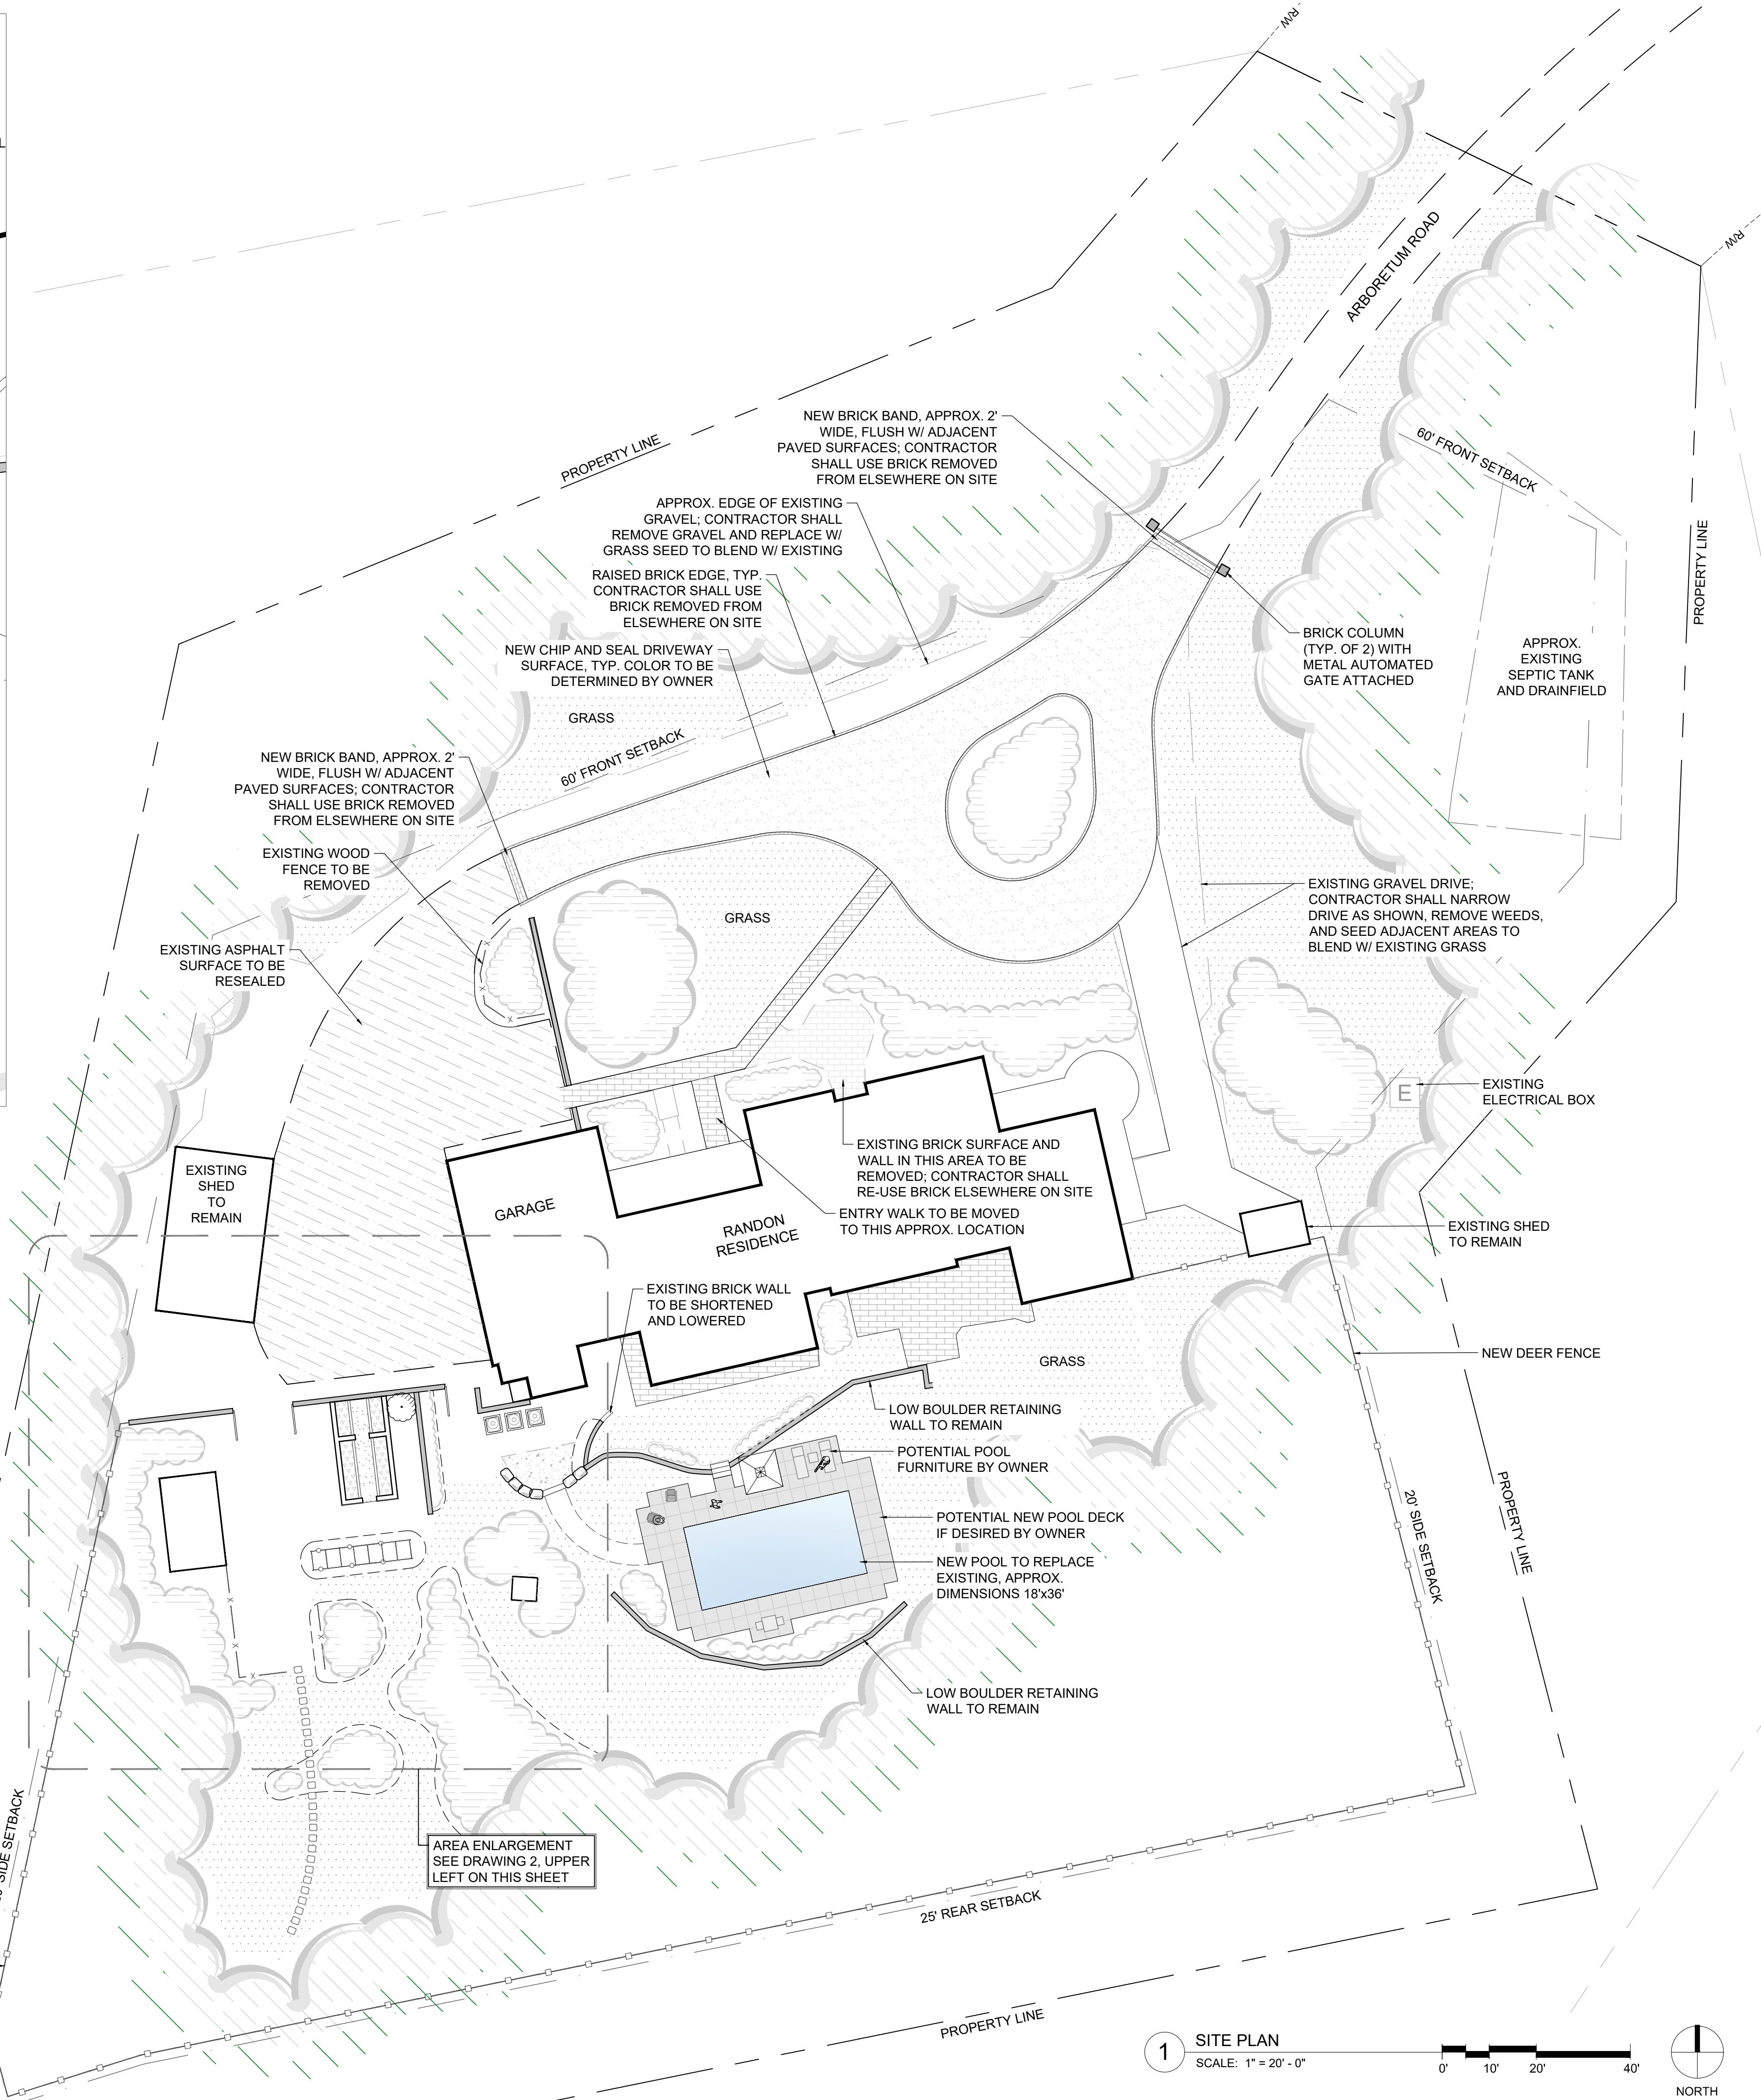 R/W
R/W
ARBORETUM ROAD
NEW BRICK BAND, APPROX. 2'
WIDE, FLUSH W/ ADJACENT
PAVED SURFACES; CONTRACTOR
SHALL USE BRICK REMOVED
FROM ELSEWHERE ON SITE
60' FRONT SETBACK
PROPERTY LINE
APPROX. EDGE OF EXISTING
GRAVEL; CONTRACTOR SHALL
REMOVE GRAVEL AND REPLACE W/
GRASS SEED TO BLEND W/ EXISTING
PROPERTY LINE
RAISED BRICK EDGE, TYP.
CONTRACTOR SHALL USE
BRICK REMOVED FROM
ELSEWHERE ON SITE
BRICK COLUMN
(TYP. OF 2) WITH
METAL AUTOMATED
GATE ATTACHED
APPROX.
EXISTING
SEPTIC TANK
AND DRAINFIELD
NEW CHIP AND SEAL DRIVEWAY
SURFACE, TYP. COLOR TO BE
DETERMINED BY OWNER
GRASS
60' FRONT SETBACK
NEW BRICK BAND, APPROX. 2'
WIDE, FLUSH W/ ADJACENT
PAVED SURFACES; CONTRACTOR
SHALL USE BRICK REMOVED
FROM ELSEWHERE ON SITE
EXISTING WOOD
FENCE TO BE
REMOVED
GRASS
EXISTING GRAVEL DRIVE;
CONTRACTOR SHALL NARROW
DRIVE AS SHOWN, REMOVE WEEDS,
AND SEED ADJACENT AREAS TO
BLEND W/ EXISTING GRASS
EXISTING ASPHALT
SURFACE TO BE
RESEALED
E
EXISTING
ELECTRICAL BOX
EXISTING
SHED
TO
REMAIN
GARAGE
EXISTING BRICK SURFACE AND
WALL IN THIS AREA TO BE
REMOVED; CONTRACTOR SHALL
RE-USE BRICK ELSEWHERE ON SITE
ENTRY WALK TO BE MOVED
TO THIS APPROX. LOCATION
RANDON
RESIDENCE
EXISTING SHED
TO REMAIN
EXISTING BRICK WALL
TO BE SHORTENED
AND LOWERED
NEW DEER FENCE
GRASS
LOW BOULDER RETAINING
WALL TO REMAIN
POTENTIAL POOL
FURNITURE BY OWNER
POTENTIAL NEW POOL DECK
IF DESIRED BY OWNER
20' SIDE SETBACK
PROPERTY LINE
NEW POOL TO REPLACE
EXISTING, APPROX.
DIMENSIONS 18'x36'
LOW BOULDER RETAINING
WALL TO REMAIN
SIDE SETBACK
AREA ENLARGEMENT
SEE DRAWING 2, UPPER
LEFT ON THIS SHEET
25' REAR SETBACK
PROPERTY LINE
1
SITE PLAN
SCALE: 1" = 20' - 0"
0' 10' 20' 40'
NORTH